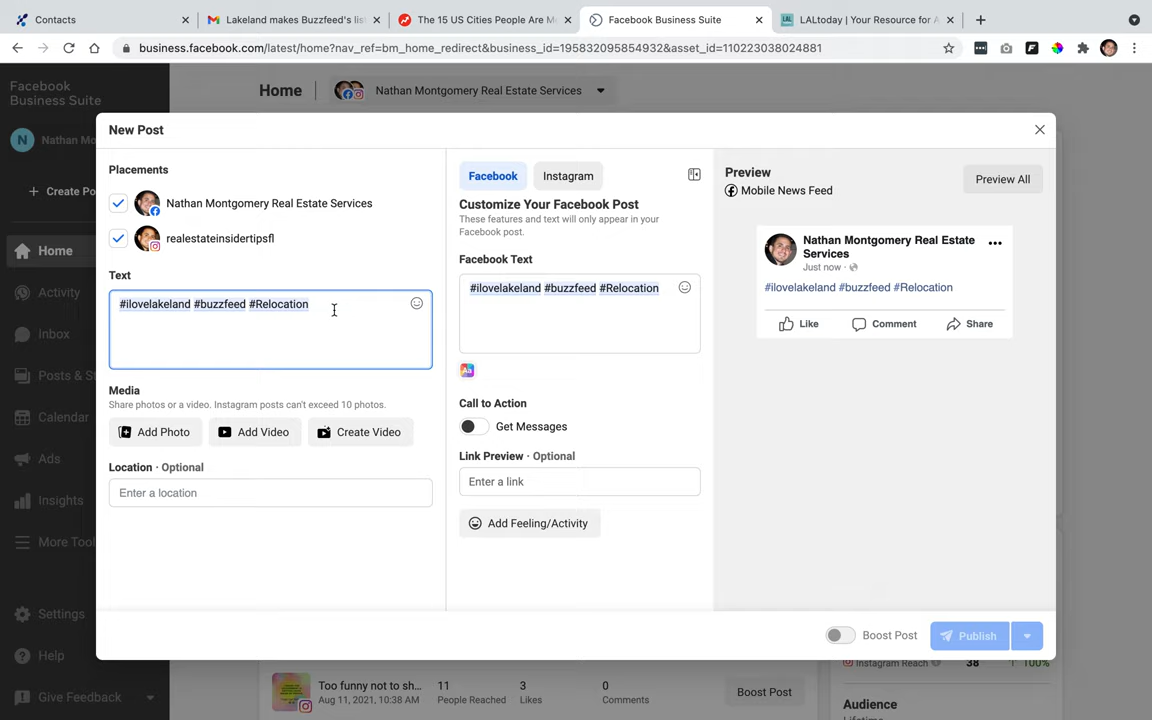 Contacts
Lakeland makes Buzzfeed's lis
The 15 US Cities People Are M
Facebook Business Suite
LALtoday | Your Resource for A
business.facebook.com/latest/home?nav_ref=bm_home_redirect&business_id=195832095854932&asset_id=110223038024881
Facebook
Business Suite
Home
Nathan Montgomery Real Estate Services
N
Nathan Mo
Create Po
Home
Activity
Inbox
Posts & S
Calendar
Ads
Insights
More Tool
Settings
Help
Give Feedback
New Post
Placements
Nathan Montgomery Real Estate Services
realestateinsidertipsfl
Text
#ilovelakeland #buzzfeed #Relocation
Media
Share photos or a video. Instagram posts can't exceed 10 photos.
Add Photo
Add Video
Create Video
Location · Optional
Enter a location
Facebook
Instagram
Customize Your Facebook Post
These features and text will only appear in your
Facebook post.
Facebook Text
#ilovelakeland #buzzfeed #Relocation
Aa
Call to Action
Get Messages
Link Preview · Optional
Enter a link
Add Feeling/Activity
Preview
Mobile News Feed
Preview All
Nathan Montgomery Real Estate
Services
Just now ·
#ilovelakeland #buzzfeed #Relocation
Like
Comment
Share
Boost Post
Publish
Too funny not to sh...
Aug 11, 2021, 10:38 AM
11
People Reached
3
Likes
0
Comments
Boost Post
Instagram Reach
38
100%
Audience